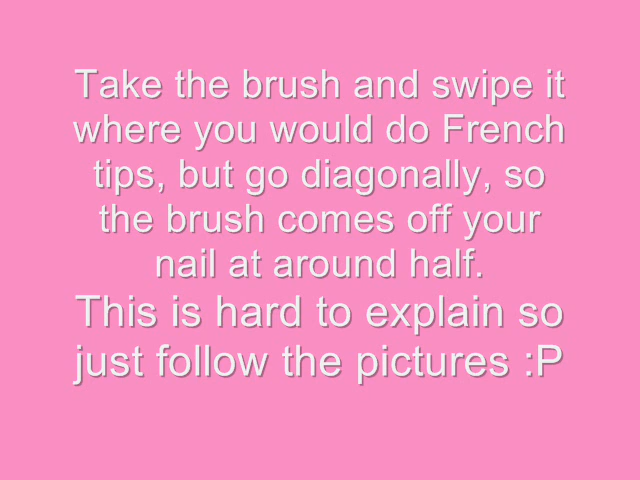 Take the brush and swipe it
where you would do French
tips, but go diagonally, so
the brush comes off your
nail at around half.
This is hard to explain so
just follow the pictures :P